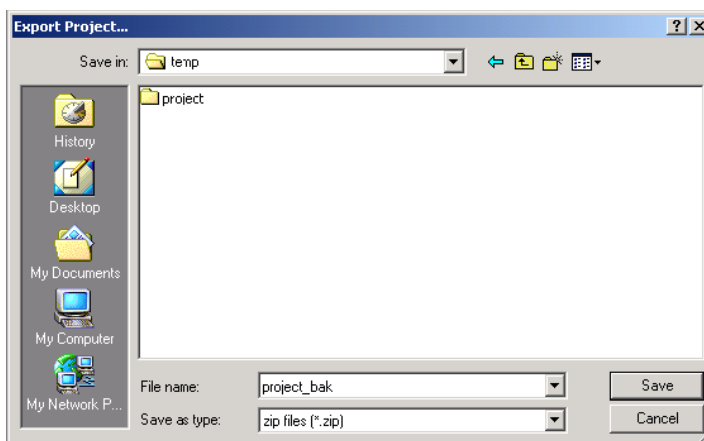 Export Project...
Save in: temp
project
History
Desktop
My Documents
My Computer
My Network P...
File name: project_bak Save
Save as type: zip files (*.zip) Cancel